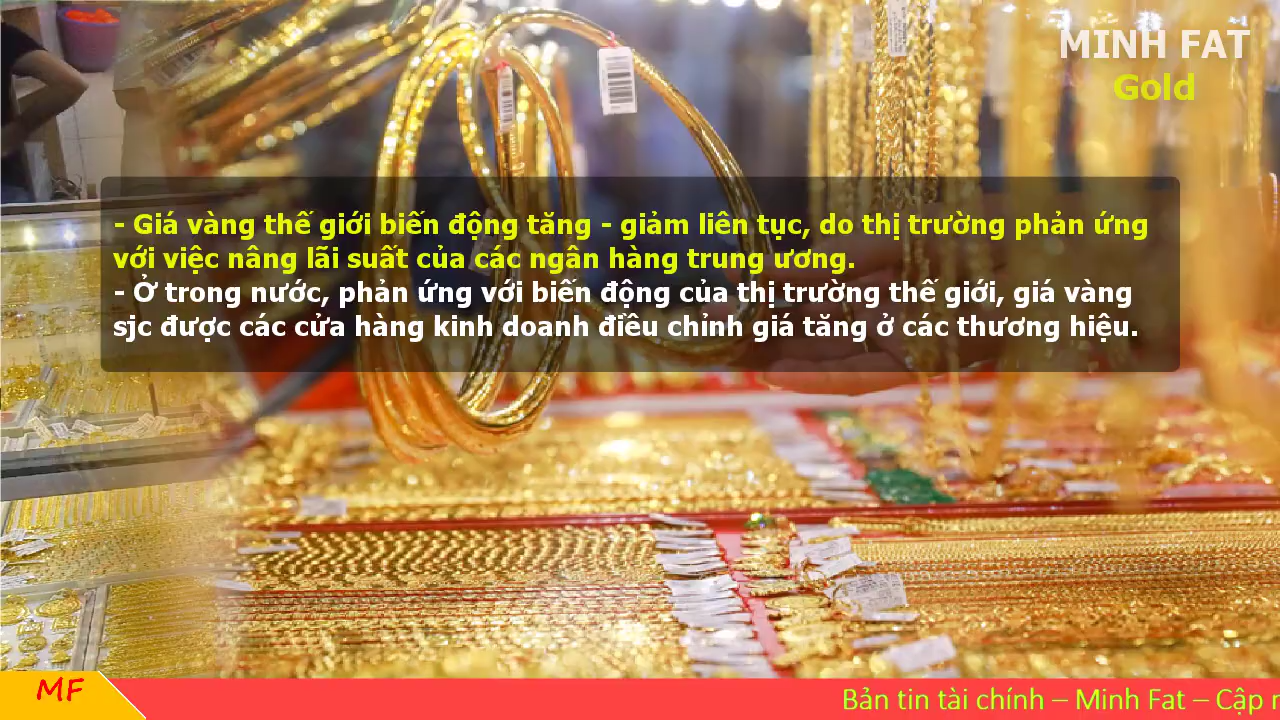 MINH FAT
Gold
- Giá vàng thế giới biến động tăng - giảm liên tục, do thị trường phản ứng
với việc nâng lãi suất của các ngân hàng trung ương.
- Ở trong nước, phản ứng với biến động của thị trường thế giới, giá vàng
sjc được các cửa hàng kinh doanh điều chỉnh giá tăng ở các thương hiệu.
MF
Bản tin tài chính – Minh Fat – Cập